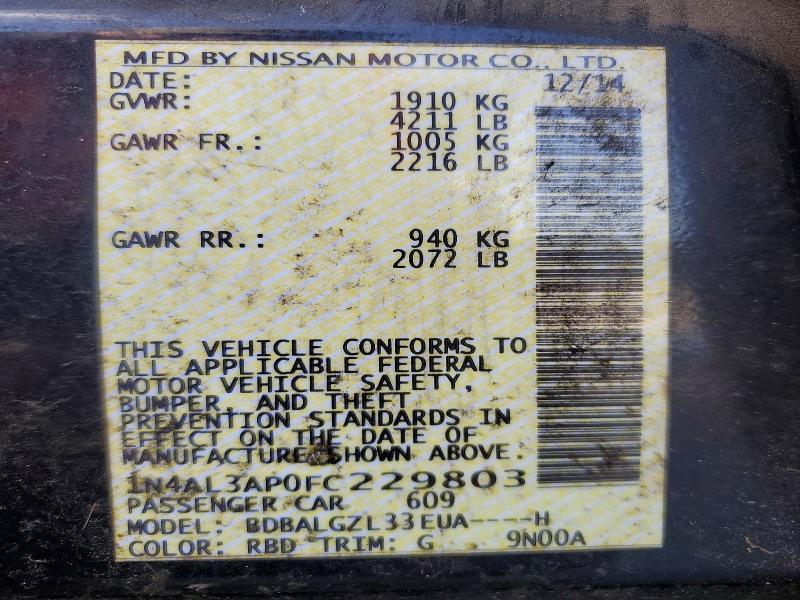 MFD BY NISSAN MOTOR CO., LTD.
DATE: 12/14
GVWR: 1910 KG
4211 LB
GAWR FR.: 1005 KG
2216 LB
GAWR RR.: 940 KG
2072 LB
THIS VEHICLE CONFORMS TO
ALL APPLICABLE FEDERAL
MOTOR VEHICLE SAFETY,
BUMPER, AND THEFT
PREVENTION STANDARDS IN
EFFECT ON THE DATE OF
MANUFACTURE SHOWN ABOVE.
1N4AL3AP0FC229803
PASSENGER CAR 609
MODEL: BDBALGZL33EUA----H
COLOR: RBD TRIM: G 9N00A